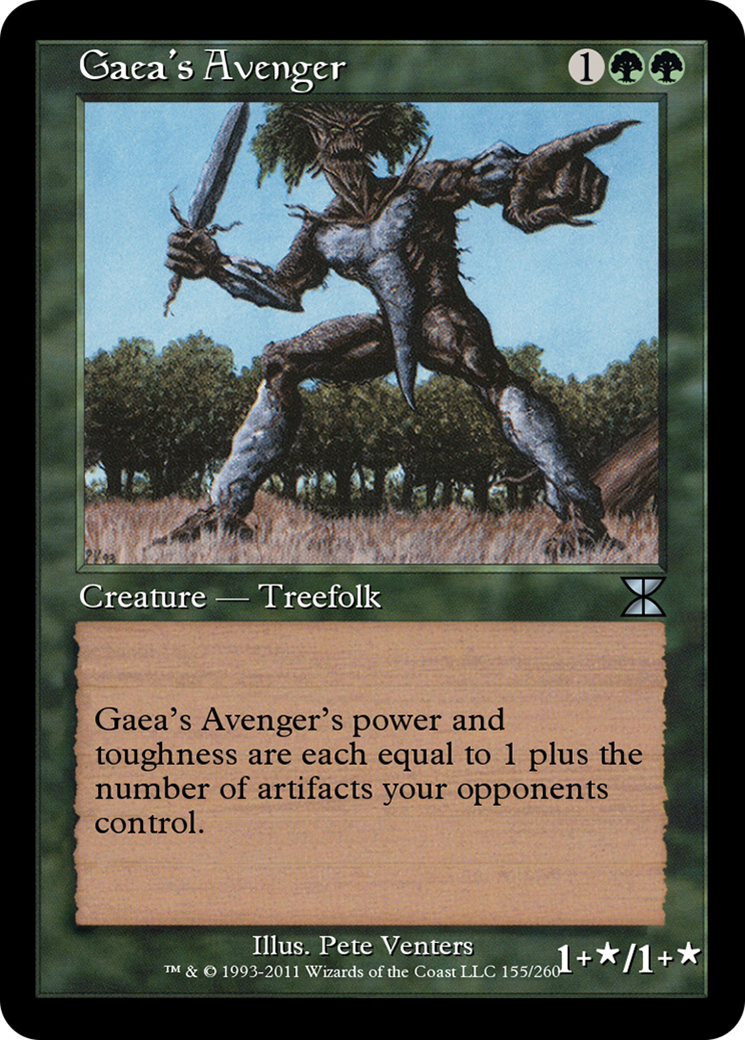 Gaea's Avenger 1
Creature — Treefolk
Gaea's Avenger's power and
toughness are each equal to 1 plus the
number of artifacts your opponents
control.
Illus. Pete Venters
™ & © 1993-2011 Wizards of the Coast LLC 155/260
1+★/1+★